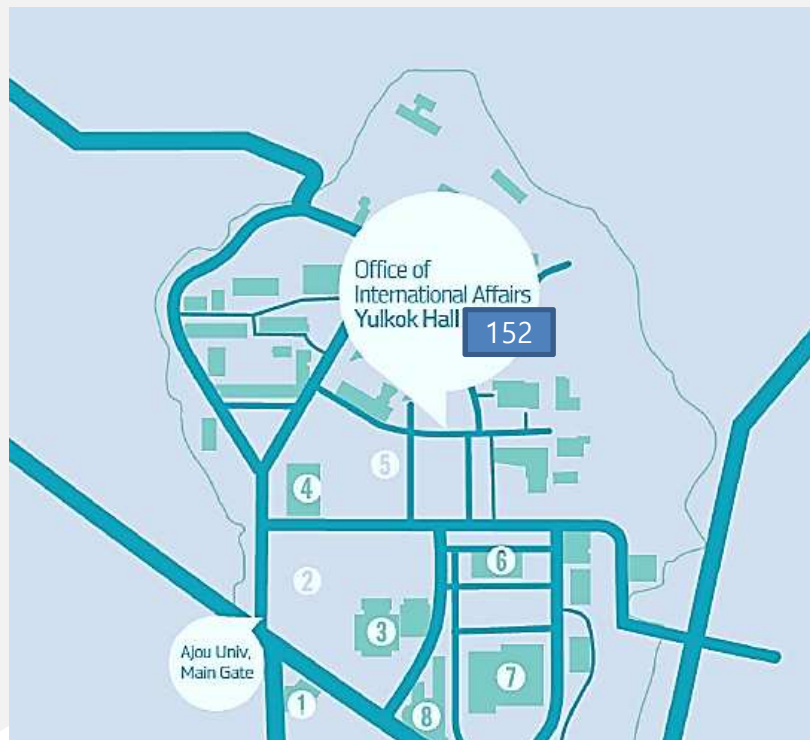 Office of
International Affairs
Yulkok Hall 152
5
4
6
2
3
Ajou Univ,
Main Gate
7
1
8